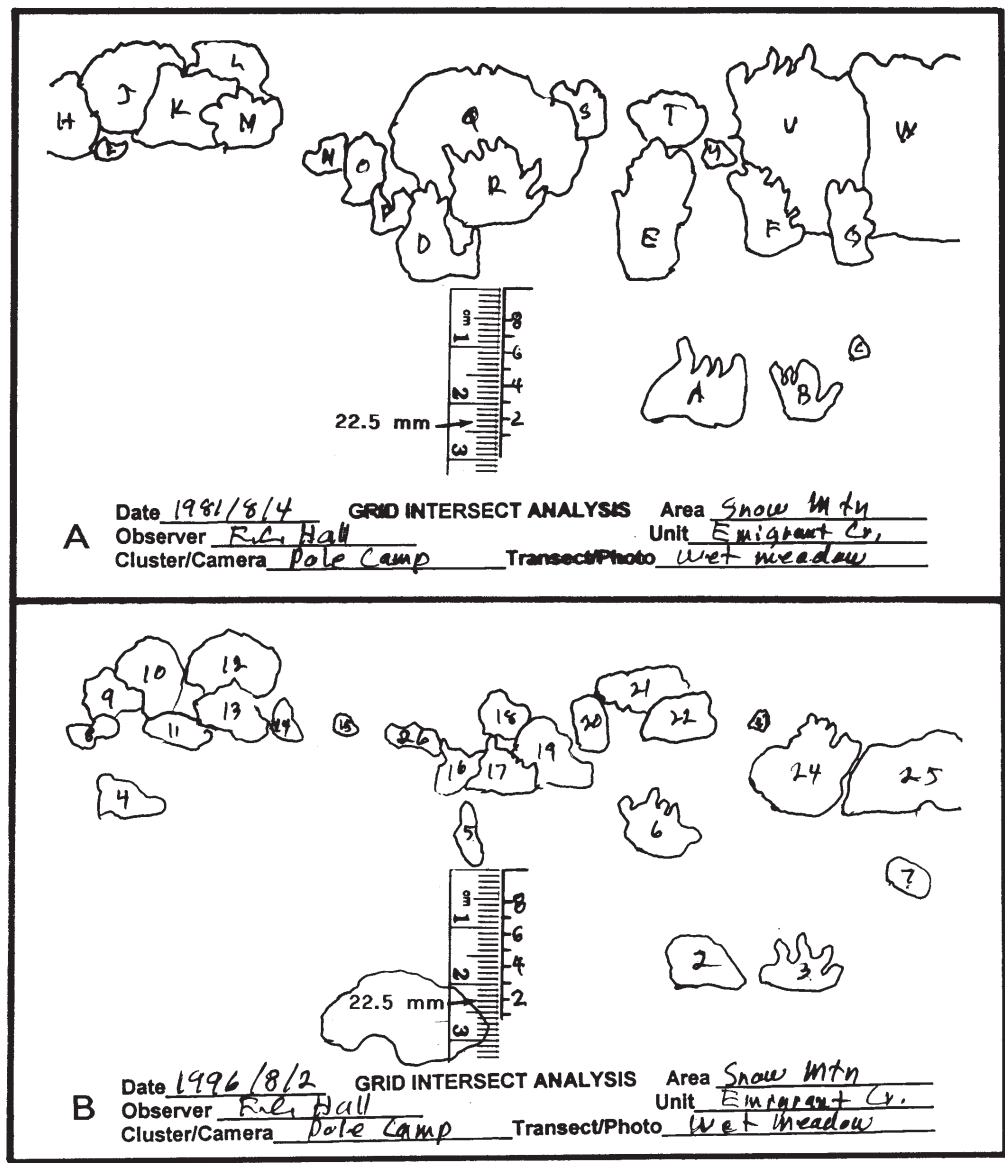 L
J
H K M
Q S T U W
N O R
D E F G
A B C
cm 1 2 3
8 6 4 2
22.5 mm
A
Date 1981/8/4 GRID INTERSECT ANALYSIS Area Snow Mtn
Observer F.C. Hall Unit Emigrant Cr.
Cluster/Camera Pole Camp Transect/Photo Wet meadow
10 12
9 21
8 11 13 14 15 26 18 20 22
16 17 19 24 25
4
5 6
7
cm 1 2 3
8 6 4 2
2 3
22.5 mm
B
Date 1996/8/2 GRID INTERSECT ANALYSIS Area Snow Mtn
Observer F.C. Hall Unit Emigrant Cr.
Cluster/Camera Pole Camp Transect/Photo Wet Meadow